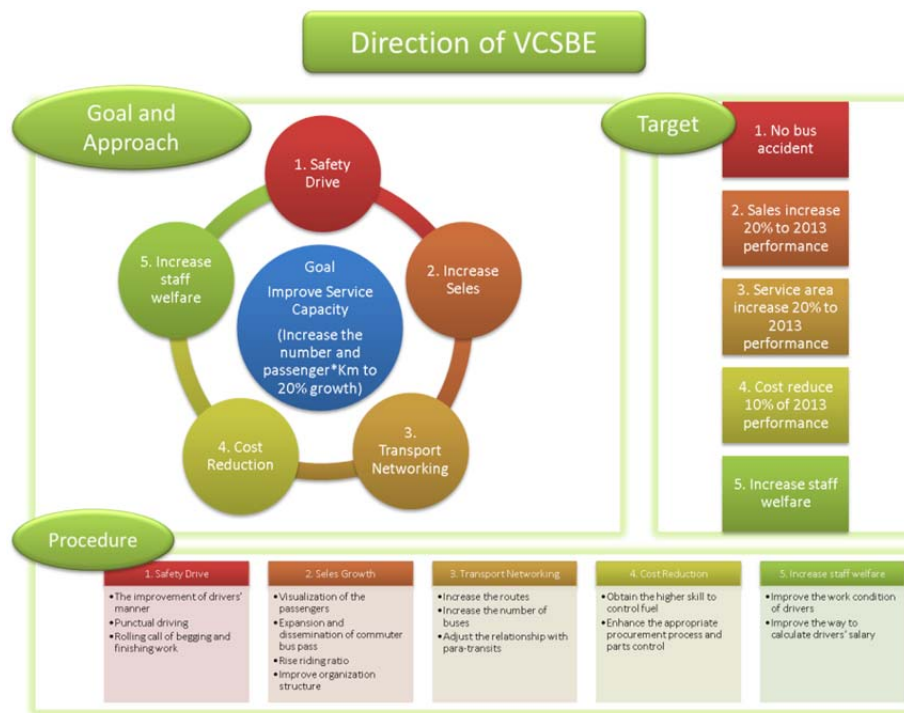 Direction of VCSBE
Goal and
Approach
1. Safety
Drive
2. Increase
Seles
3.
Transport
Networking
4. Cost
Reduction
5. Increase
staff
welfare
Goal
Improve Service
Capacity
(Increase the
number and
passenger*Km to
20% growth)
Target
1. No bus
accident
2. Sales increase
20% to 2013
performance
3. Service area
increase 20% to
2013
performance
4. Cost reduce
10% of 2013
performance
5. Increase staff
welfare
Procedure
1. Safety Drive
•The improvement of drivers'
manner
•Punctual driving
•Rolling call of begging and
finishing work
2. Seles Growth
•Visualization of the
passengers
•Expansion and
dissemination of commuter
bus pass
•Rise riding ratio
•Improve organization
structure
3. Transport Networking
•Increase the routes
•Increase the number of
buses
•Adjust the relationship with
para-transits
4. Cost Reduction
•Obtain the higher skill to
control fuel
•Enhance the appropriate
procurement process and
parts control
5. Increase staff welfare
•Improve the work condition
of drivers
•Improve the way to
calculate drivers' salary